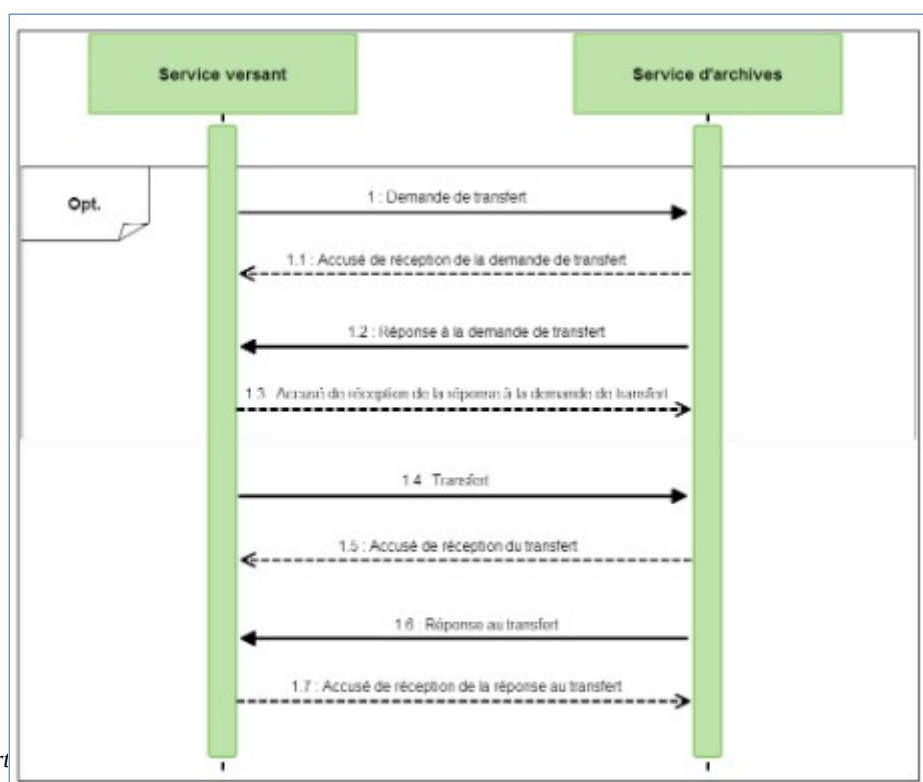 Service versant
Service d'archives
Opt.
1 : Demande de transfert
1.1 : Accusé de réception de la demande de transfert
1.2 : Réponse à la demande de transfert
1.3 Accusé de réception de la réponse à la demande de transfert
1.4 Transfert
1.5 : Accusé de réception du transfert
1.6 : Réponse au transfert
1.7 : Accusé de réception de la réponse au transfert